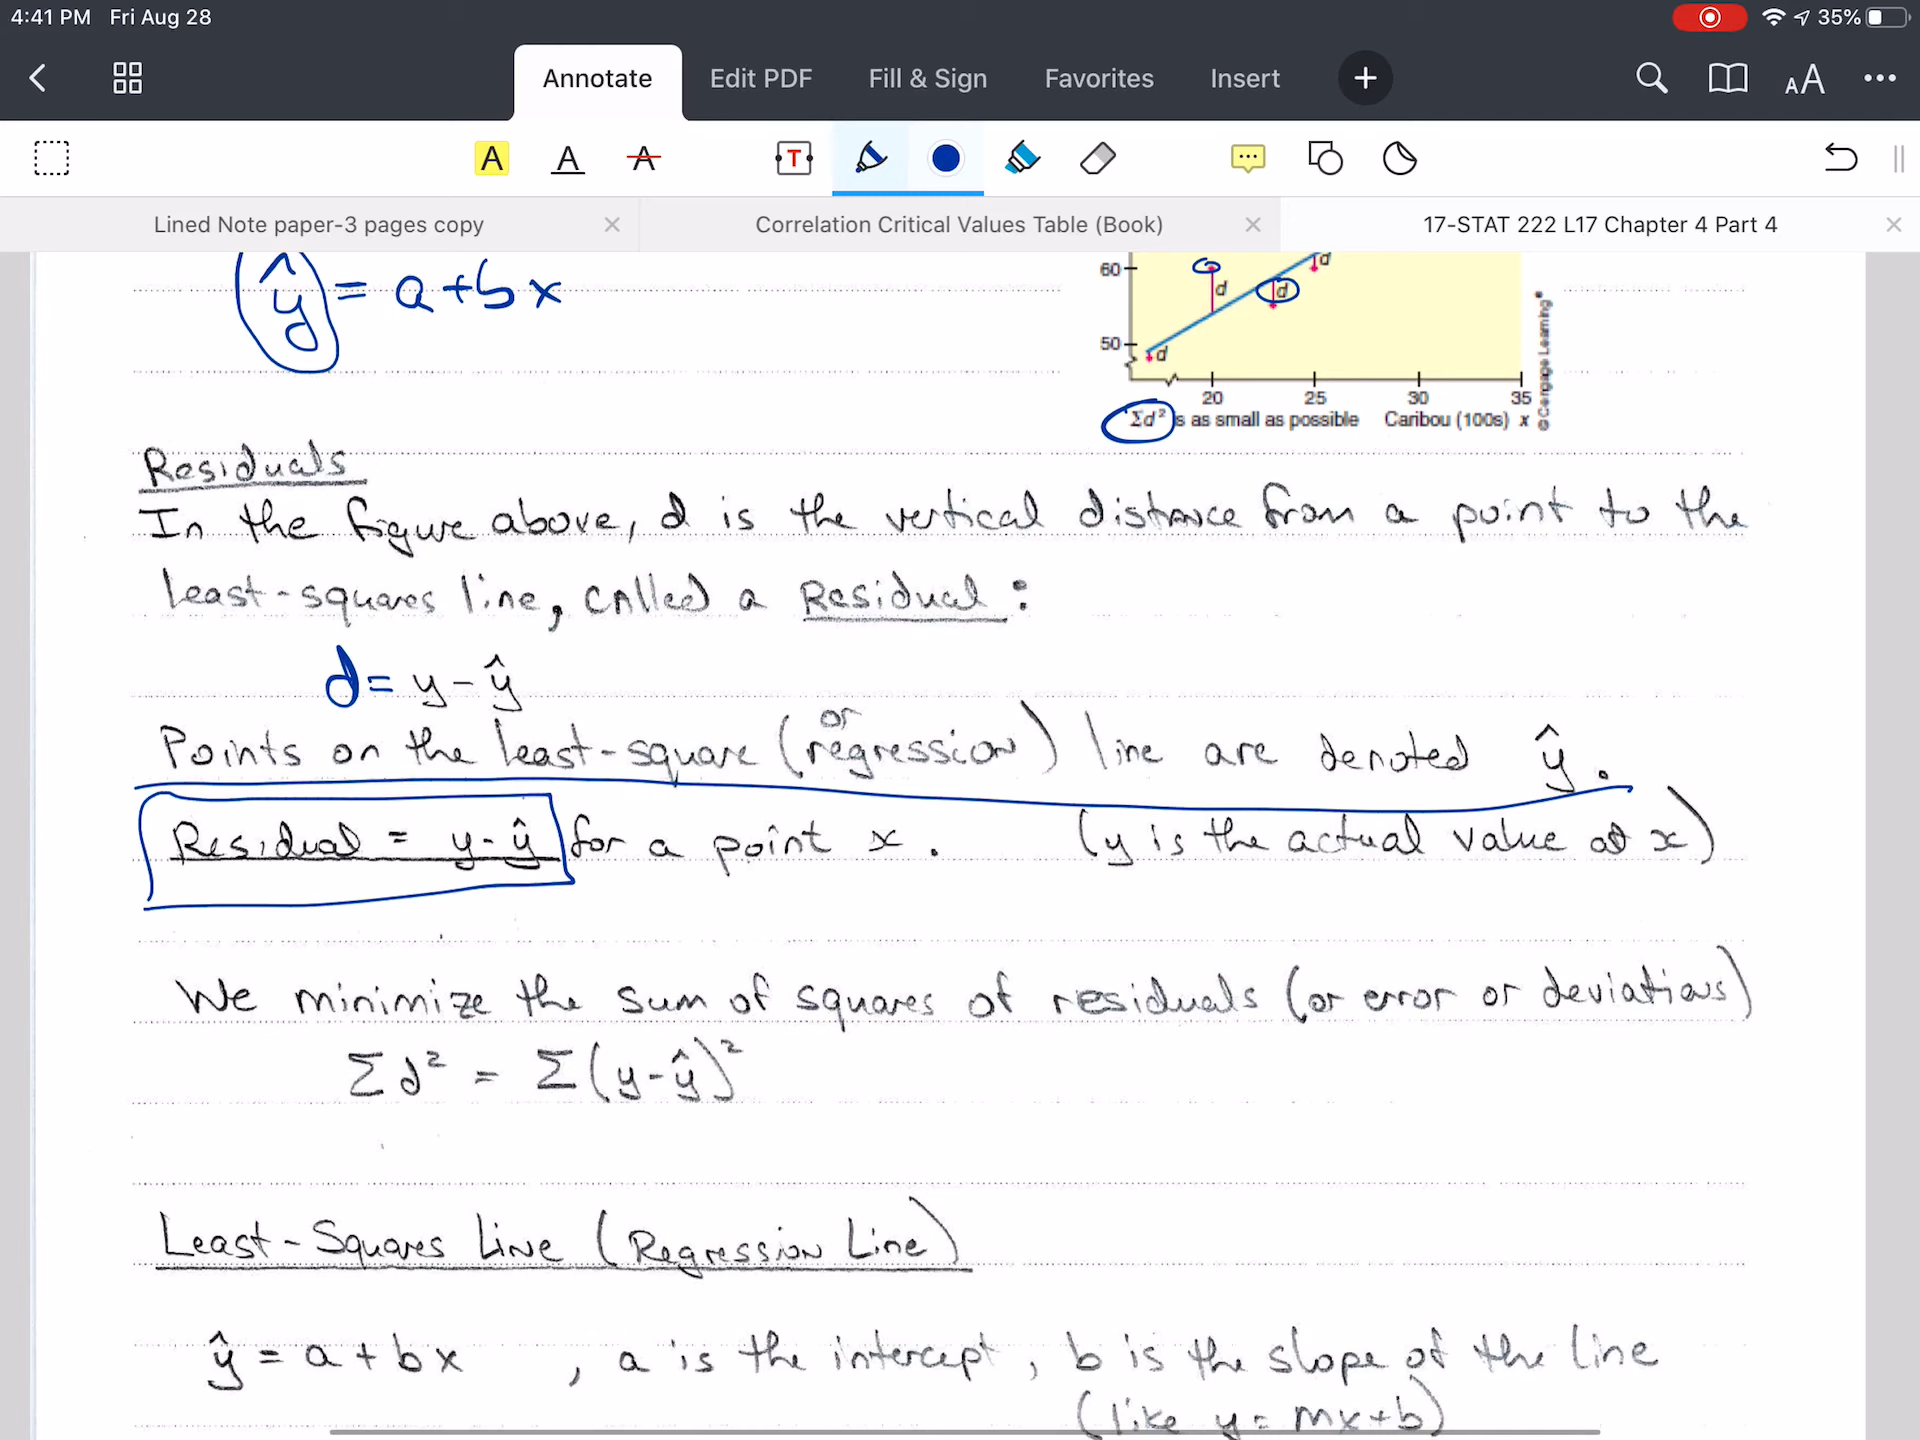 4:41 PM Fri Aug 28
35%
Annotate Edit PDF Fill & Sign Favorites Insert
AA
A A A T
Lined Note paper-3 pages copy
Correlation Critical Values Table (Book)
17-STAT 222 L17 Chapter 4 Part 4
ŷ = a + b x
60
50
d
d
d
d
20 25 30 35
Σd² is as small as possible Caribou (100s) x
©Cengage Learning®
Residuals
In the figure above, d is the vertical distance from a point to the
least-squares line, called a Residual :
d = y - ŷ
or
Points on the least-square (regression) line are denoted ŷ.
Residual = y - ŷ for a point x. (y is the actual value at x)
We minimize the sum of squares of residuals (or error or deviations)
Σd² = Σ(y-ŷ)²
Least-Squares Line (Regression Line)
ŷ = a + b x , a is the intercept, b is the slope of the line
(like y = mx+b)